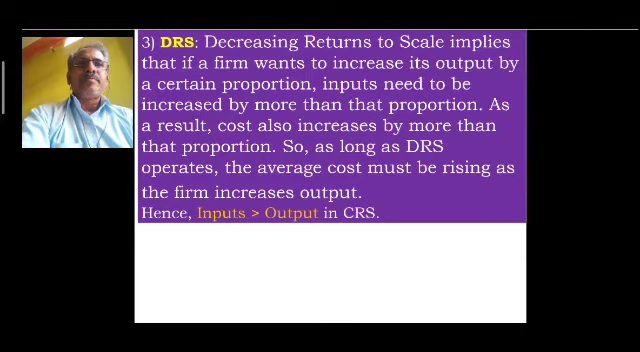 3) DRS: Decreasing Returns to Scale implies
that if a firm wants to increase its output by
a certain proportion, inputs need to be
increased by more than that proportion. As
a result, cost also increases by more than
that proportion. So, as long as DRS
operates, the average cost must be rising as
the firm increases output.
Hence, Inputs > Output in CRS.